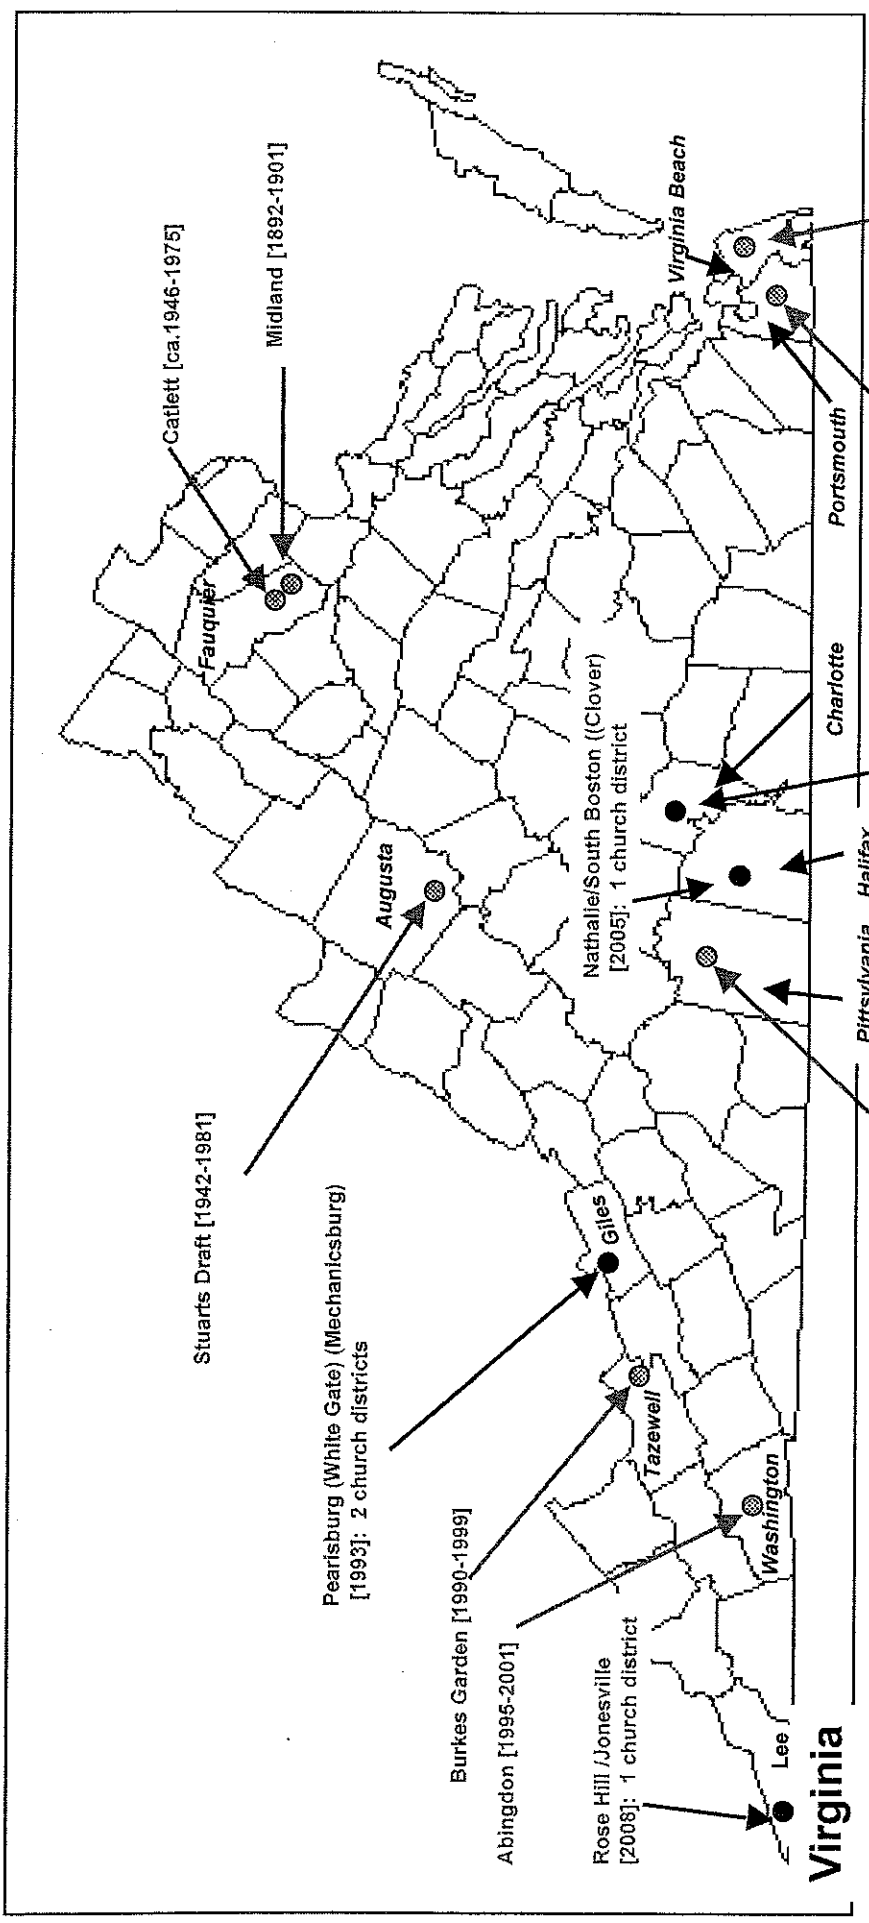 Catlett [ca.1946-1975]
Midland [1892-1901]
Fauquier
Stuarts Draft [1942-1981]
Augusta
Virginia Beach
Pearisburg (White Gate) (Mechanicsburg)
[1993]: 2 church districts
Giles
Nathalie/South Boston ((Clover)
[2005]: 1 church district
Burkes Garden [1990-1999]
Tazewell
Abingdon [1995-2001]
Washington
Rose Hill /Jonesville
[2008]: 1 church district
Lee
Virginia
Pittsylvania
Halifax
Charlotte
Portsmouth